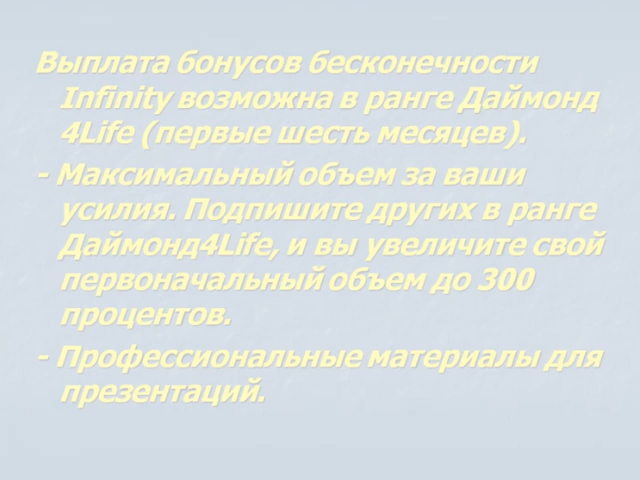 Выплата бонусов бесконечности
Infinity возможна в ранге Даймонд
4Life (первые шесть месяцев).
- Максимальный объем за ваши
усилия. Подпишите других в ранге
Даймонд4Life, и вы увеличите свой
первоначальный объем до 300
процентов.
- Профессиональные материалы для
презентаций.